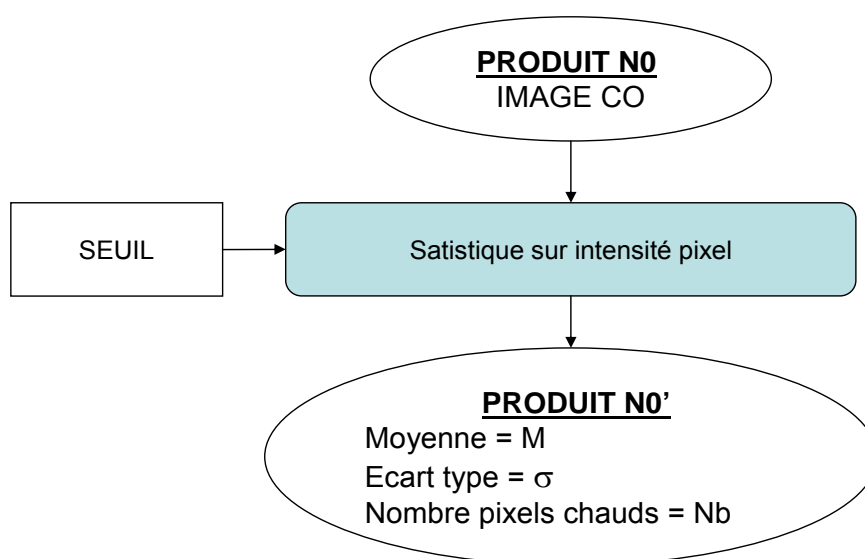 PRODUIT N0
IMAGE CO
SEUIL
Satistique sur intensité pixel
PRODUIT N0’
Moyenne = M
Ecart type = σ
Nombre pixels chauds = Nb